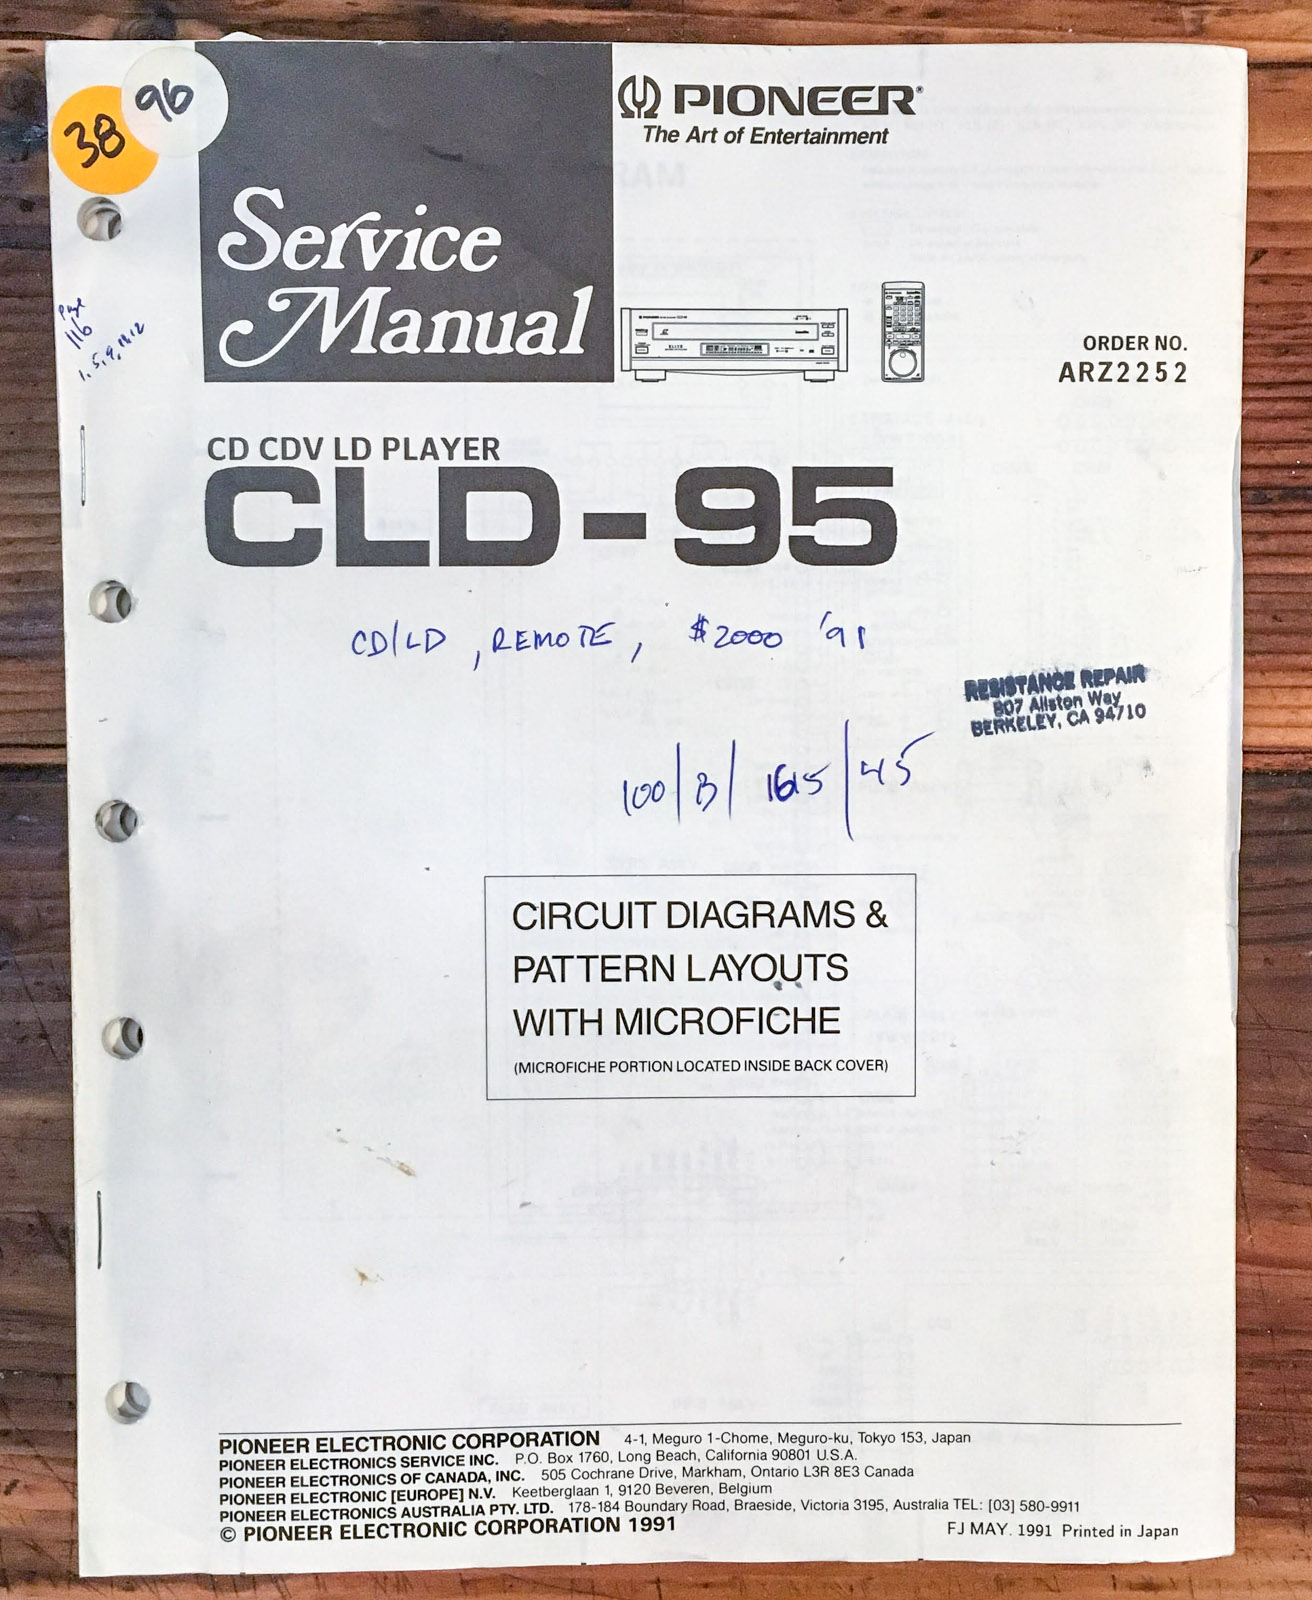 96
38
PIONEER®
The Art of Entertainment
Service
Manual
PIONEER
ELITE
Page
116
ORDER NO.
ARZ2252
CD CDV LD PLAYER
CLD-95
CD/LD, REMOTE, $2000 '91
RESISTANCE REPAIR
807 Allston Way
BERKELEY, CA 94710
100/B/1615/45
CIRCUIT DIAGRAMS &
PATTERN LAYOUTS
WITH MICROFICHE
(MICROFICHE PORTION LOCATED INSIDE BACK COVER)
PIONEER ELECTRONIC CORPORATION 4-1, Meguro 1-Chome, Meguro-ku, Tokyo 153, Japan
PIONEER ELECTRONICS SERVICE INC. P.O. Box 1760, Long Beach, California 90801 U.S.A.
PIONEER ELECTRONICS OF CANADA, INC. 505 Cochrane Drive, Markham, Ontario L3R 8E3 Canada
PIONEER ELECTRONIC [EUROPE] N.V. Keetberglaan 1, 9120 Beveren, Belgium
PIONEER ELECTRONICS AUSTRALIA PTY. LTD. 178-184 Boundary Road, Braeside, Victoria 3195, Australia TEL: [03] 580-9911
© PIONEER ELECTRONIC CORPORATION 1991
FJ MAY. 1991 Printed in Japan